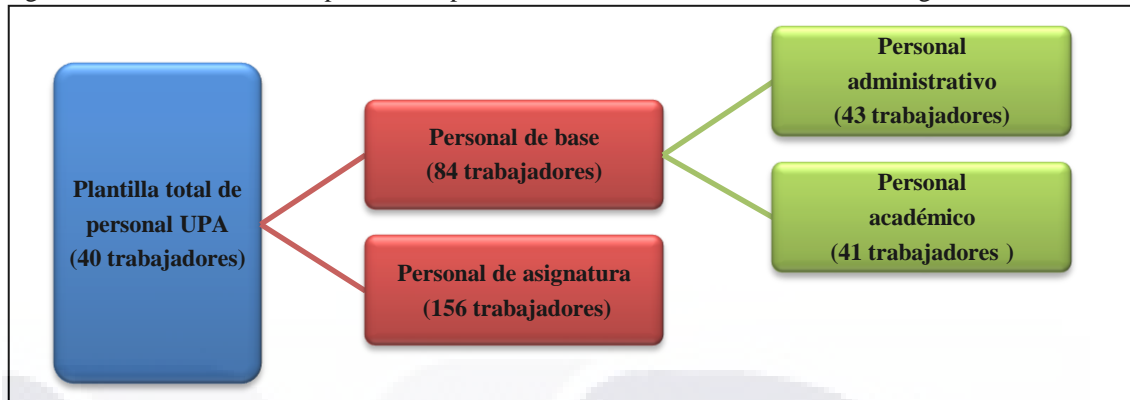 Plantilla total de
personal UPA
(40 trabajadores)
Personal de base
(84 trabajadores)
Personal de asignatura
(156 trabajadores)
Personal
administrativo
(43 trabajadores)
Personal
académico
(41 trabajadores )